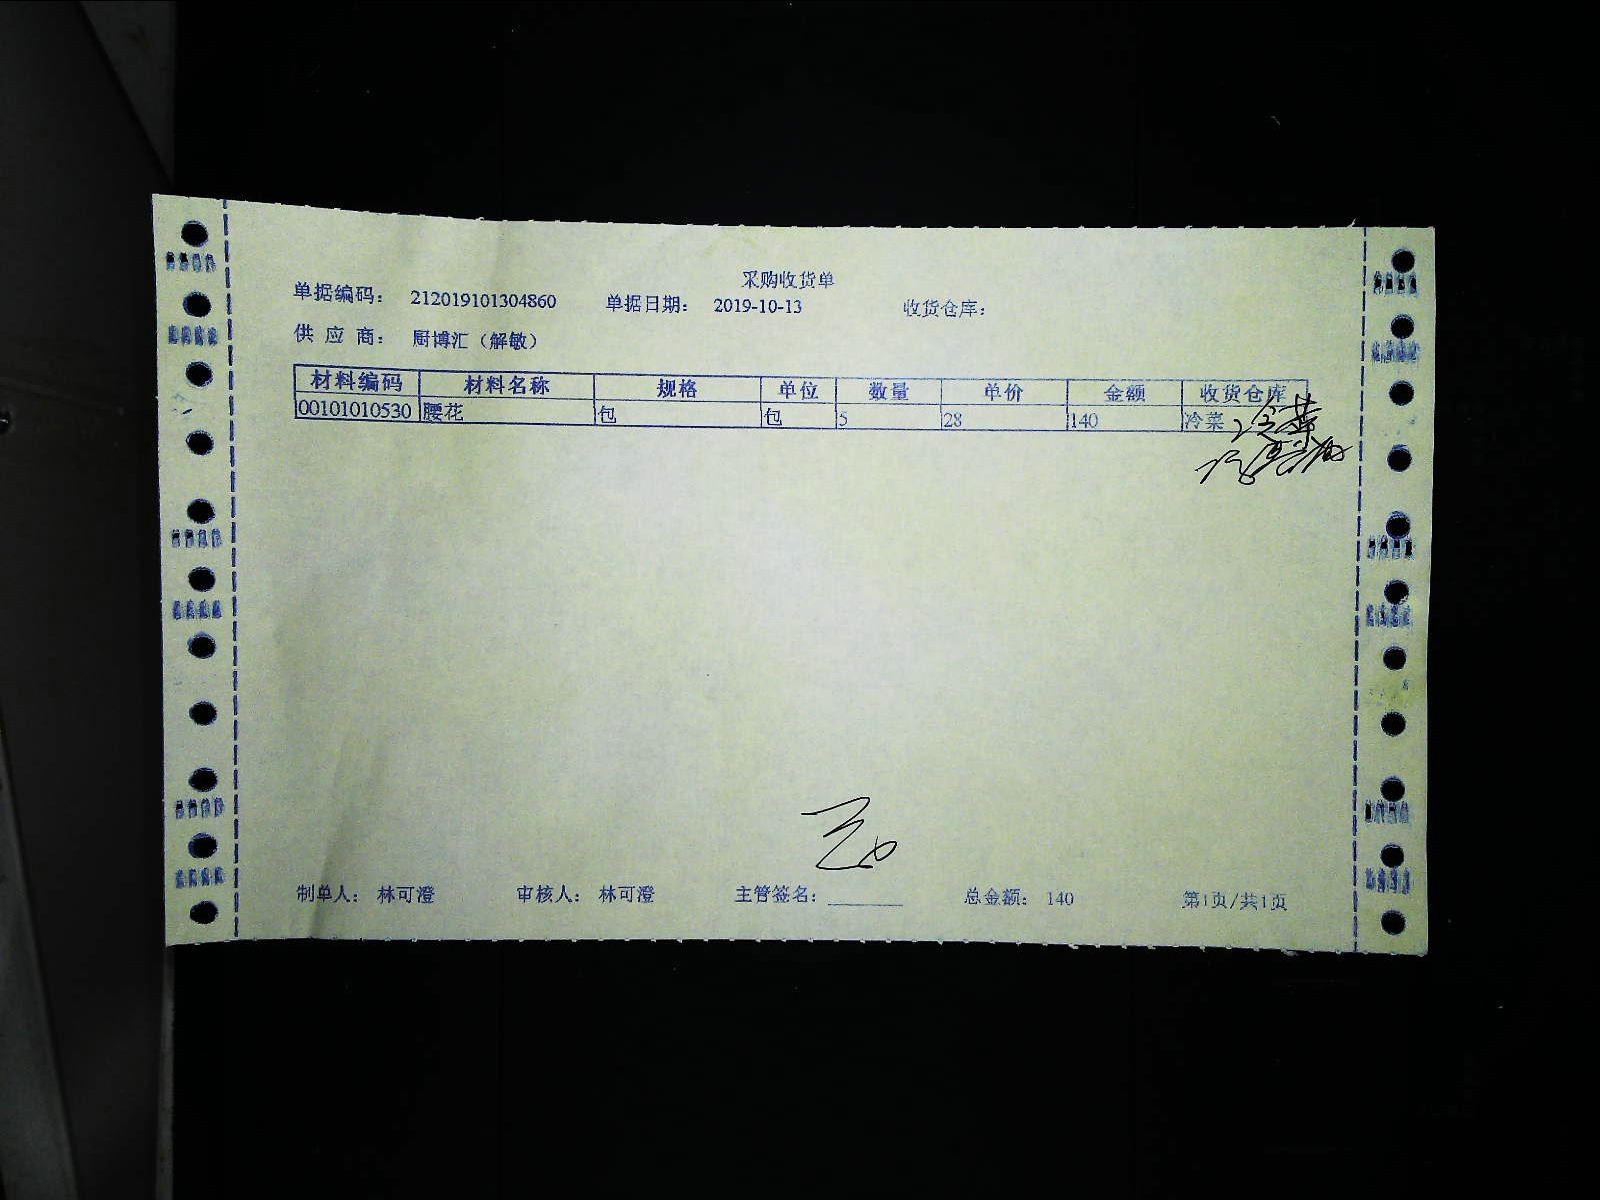 采购收货单
单据编码： 212019101304860 单据日期： 2019-10-13 收货仓库：
供 应 商： 厨博汇（解敏）
材料编码 材料名称 规格 单位 数量 单价 金额 收货仓库
00101010530 腰花 包 包 5 28 140 冷菜
冷菜
制单人： 林可澄 审核人： 林可澄 主管签名：________ 总金额： 140 第1页/共1页